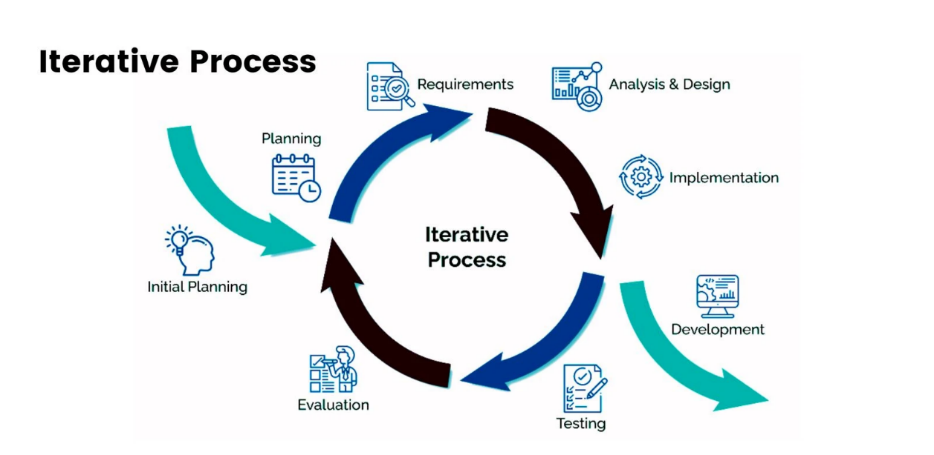 Iterative Process
Requirements
Analysis & Design
Planning
Implementation
Iterative
Process
Initial Planning
Development
Evaluation
Testing